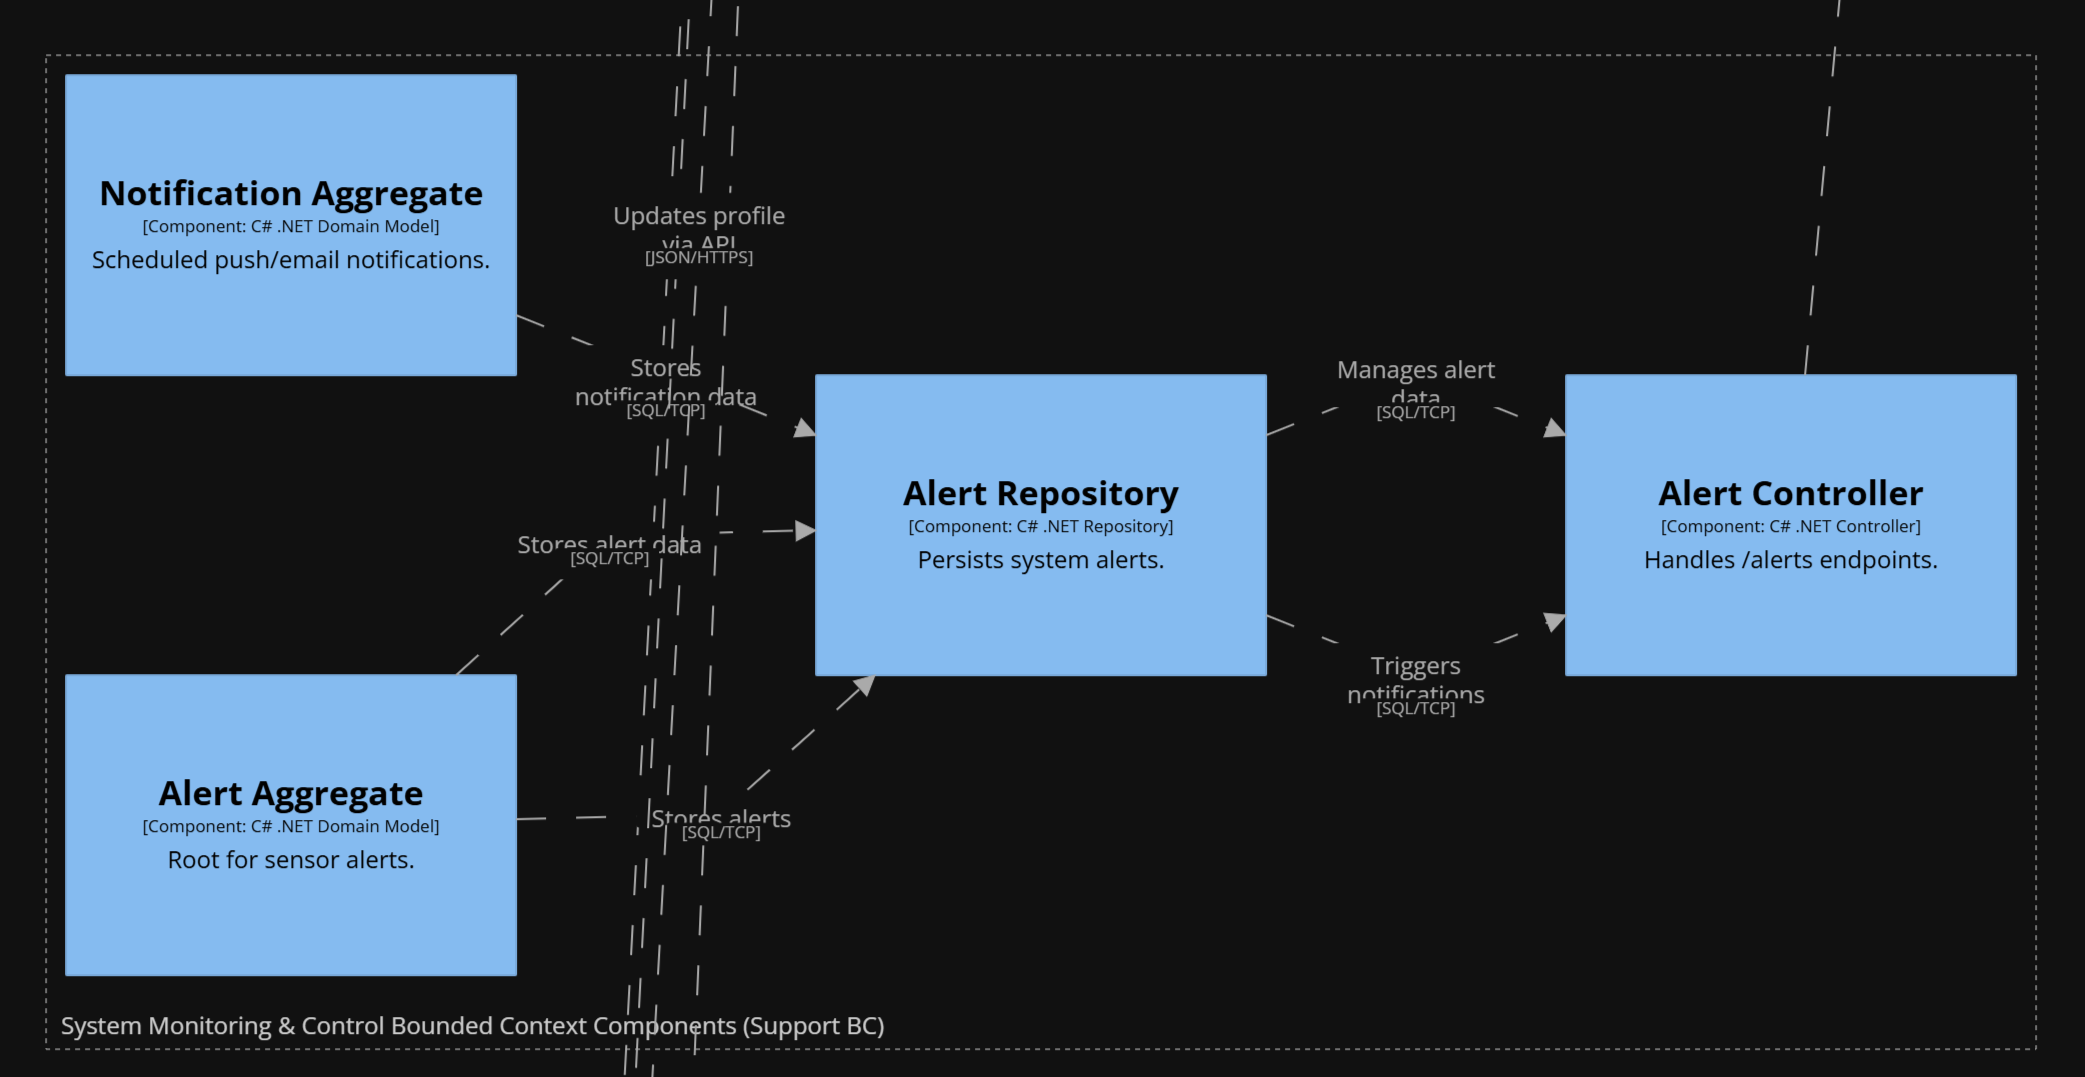 Notification Aggregate
[Component: C# .NET Domain Model]
Scheduled push/email notifications.
Updates profile
via API
[JSON/HTTPS]
Stores
notification data
[SQL/TCP]
Manages alert
data
[SQL/TCP]
Alert Repository
[Component: C# .NET Repository]
Persists system alerts.
Alert Controller
[Component: C# .NET Controller]
Handles /alerts endpoints.
Stores alert data
[SQL/TCP]
Triggers
notifications
[SQL/TCP]
Alert Aggregate
[Component: C# .NET Domain Model]
Root for sensor alerts.
Stores alerts
[SQL/TCP]
System Monitoring & Control Bounded Context Components (Support BC)